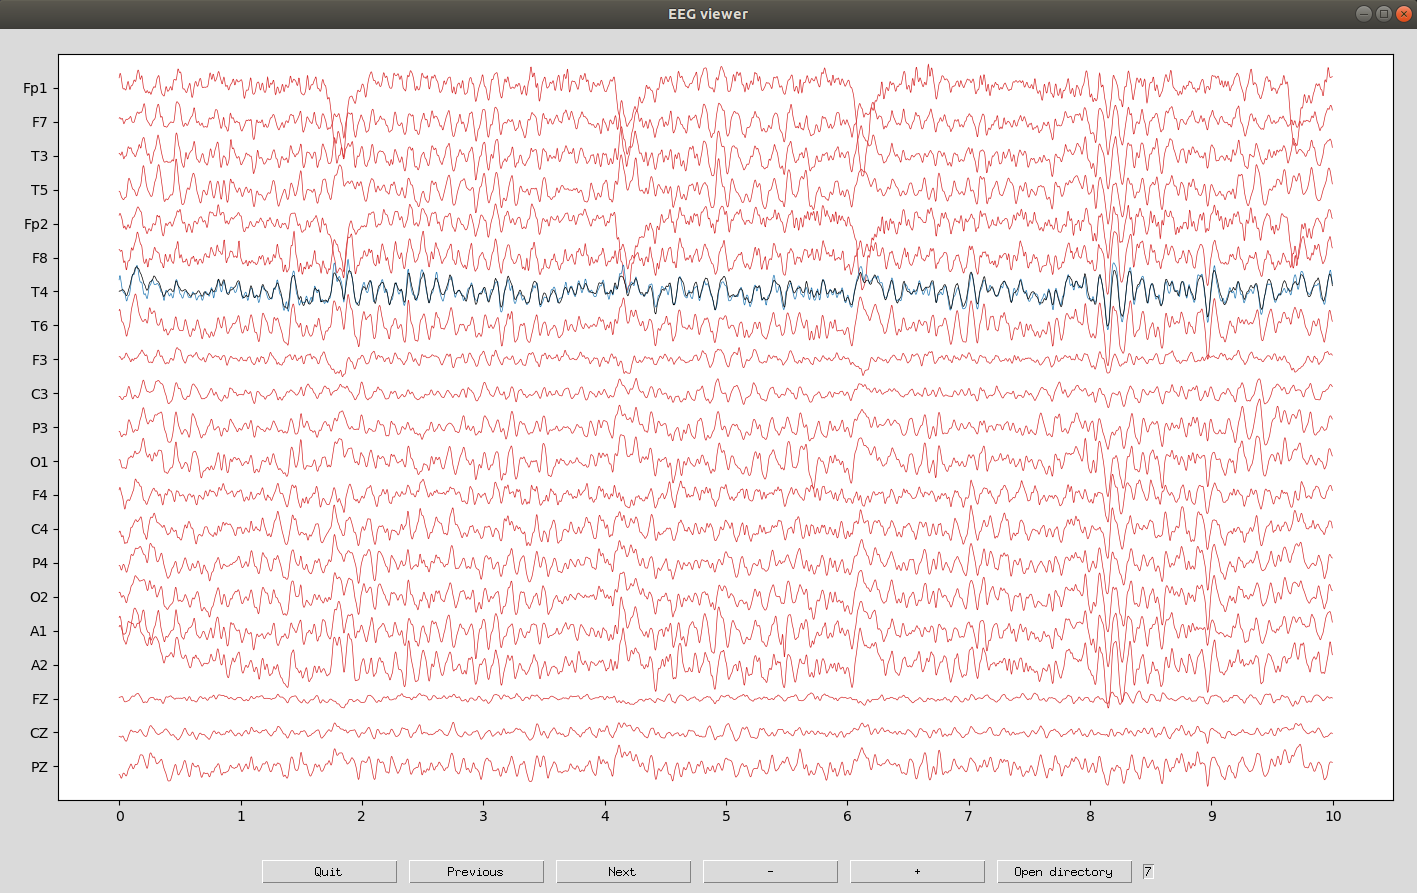 EEG viewer
Fp1
F7
T3
T5
Fp2
F8
T4
T6
F3
C3
P3
O1
F4
C4
P4
O2
A1
A2
FZ
CZ
PZ
0 1 2 3 4 5 6 7 8 9 10
Quit Previous Next - + Open directory 7